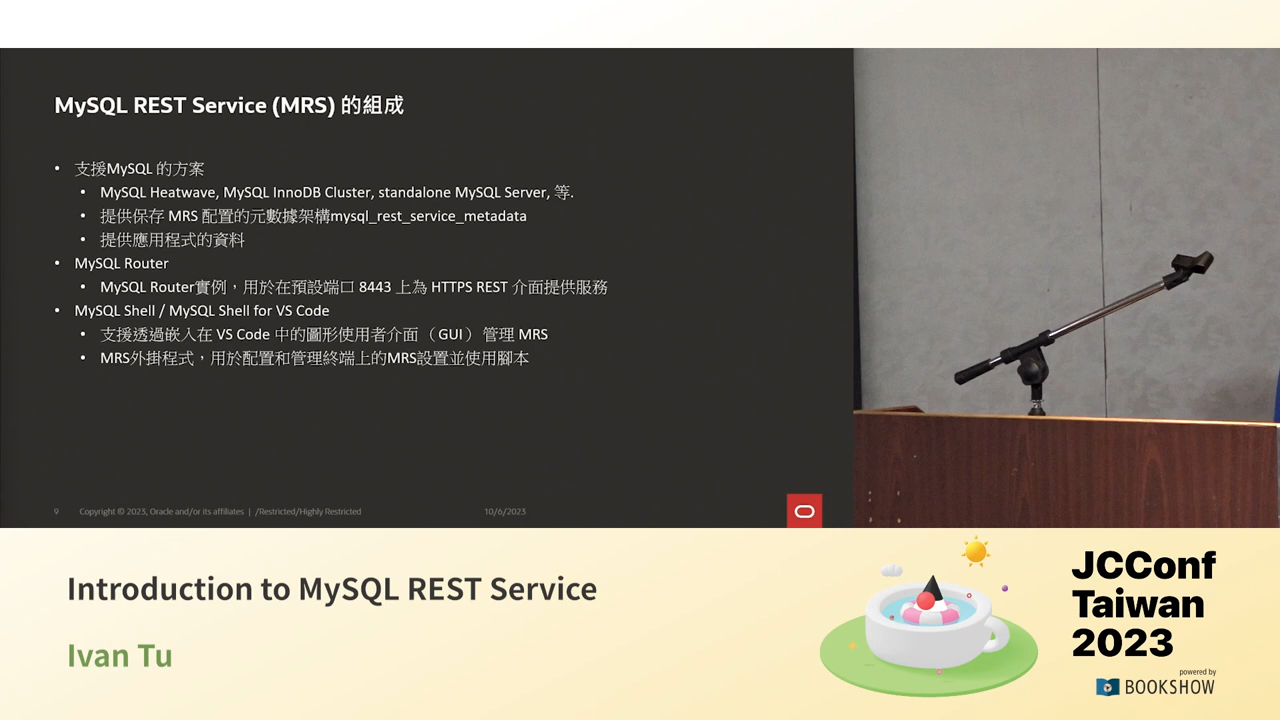 MySQL REST Service (MRS) 的組成
• 支援MySQL 的方案
• MySQL Heatwave, MySQL InnoDB Cluster, standalone MySQL Server, 等.
• 提供保存 MRS 配置的元數據架構mysql_rest_service_metadata
• 提供應用程式的資料
• MySQL Router
• MySQL Router實例，用於在預設端口 8443 上為 HTTPS REST 介面提供服務
• MySQL Shell / MySQL Shell for VS Code
• 支援透過嵌入在 VS Code 中的圖形使用者介面 （GUI） 管理 MRS
• MRS外掛程式，用於配置和管理終端上的MRS設置並使用腳本
9 Copyright © 2023, Oracle and/or its affiliates | /Restricted/Highly Restricted 10/6/2023
Introduction to MySQL REST Service
Ivan Tu
JCConf
Taiwan
2023
powered by
BOOKSHOW